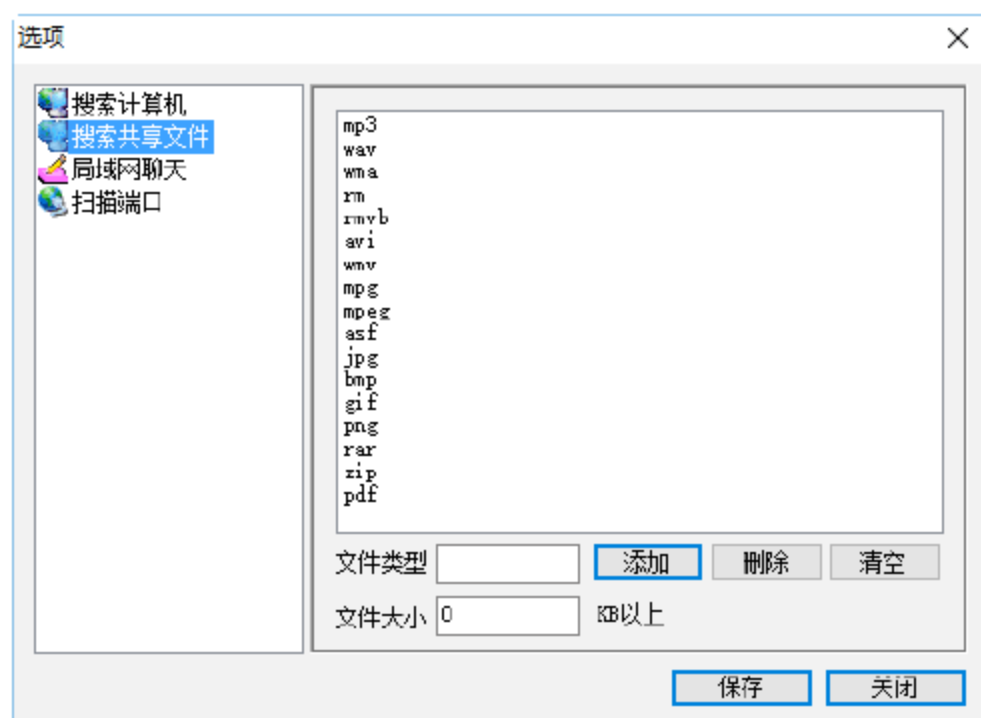 选项
搜索计算机
搜索共享文件
局域网聊天
扫描端口
mp3
wav
wma
rm
rmvb
avi
wmv
mpg
mpeg
asf
jpg
bmp
gif
png
rar
zip
pdf
文件类型 添加 删除 清空
文件大小 0 KB以上
保存 关闭